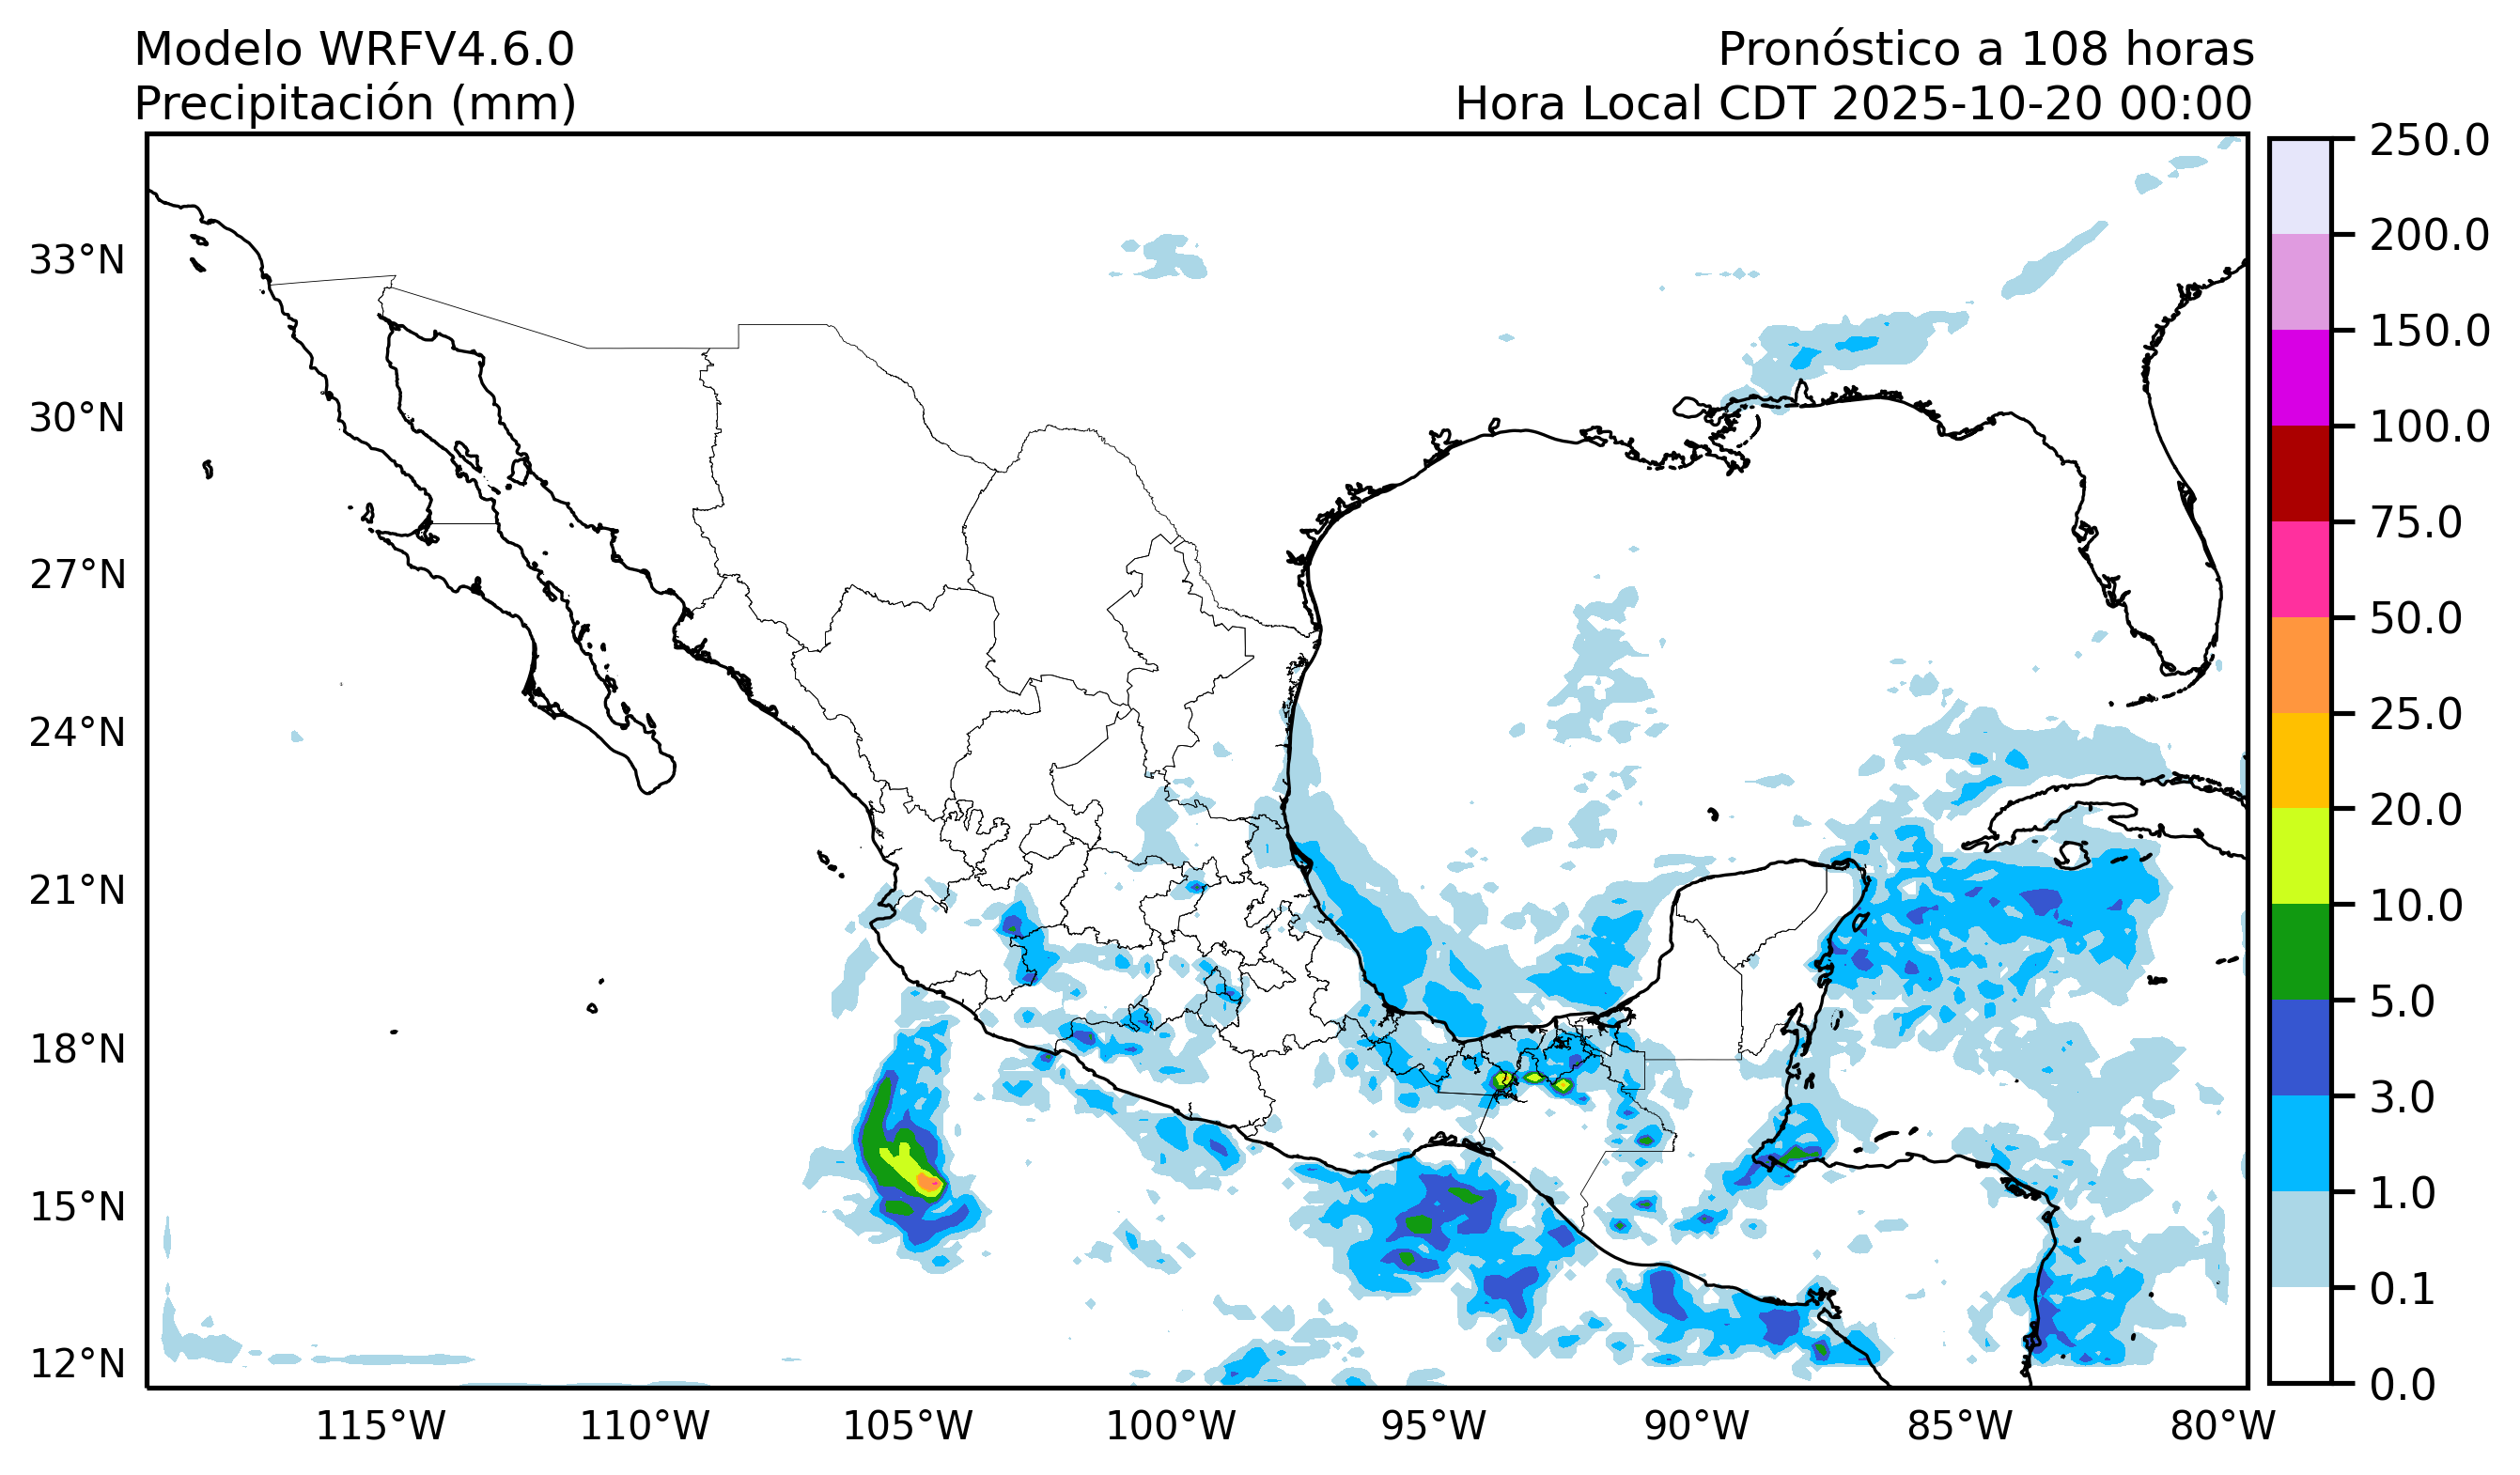 Modelo WRFV4.6.0
Precipitación (mm)
Pronóstico a 108 horas
Hora Local CDT 2025-10-20 00:00
33°N
30°N
27°N
24°N
21°N
18°N
15°N
12°N
115°W
110°W
105°W
100°W
95°W
90°W
85°W
80°W
250.0
200.0
150.0
100.0
75.0
50.0
25.0
20.0
10.0
5.0
3.0
1.0
0.1
0.0